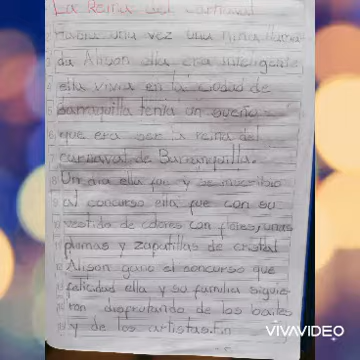 La Reina del carnaval
Había una vez una niña llama
da Alison ella era inteligente
ella vivia en la ciudad de
barraquilla tenía un sueño
que era ser la reina del
carnaval de Barranquilla.
Un dia ella fue y se inscribio
al concurso ella fue con su
vestido de colores con flores, unas
plumas y zapatillas de cristal
Alison gano el concurso que
felicidad ella y su familia siguie
ron disfrutando de los bailes
y de los artistas. fin
VIVAVIDEO